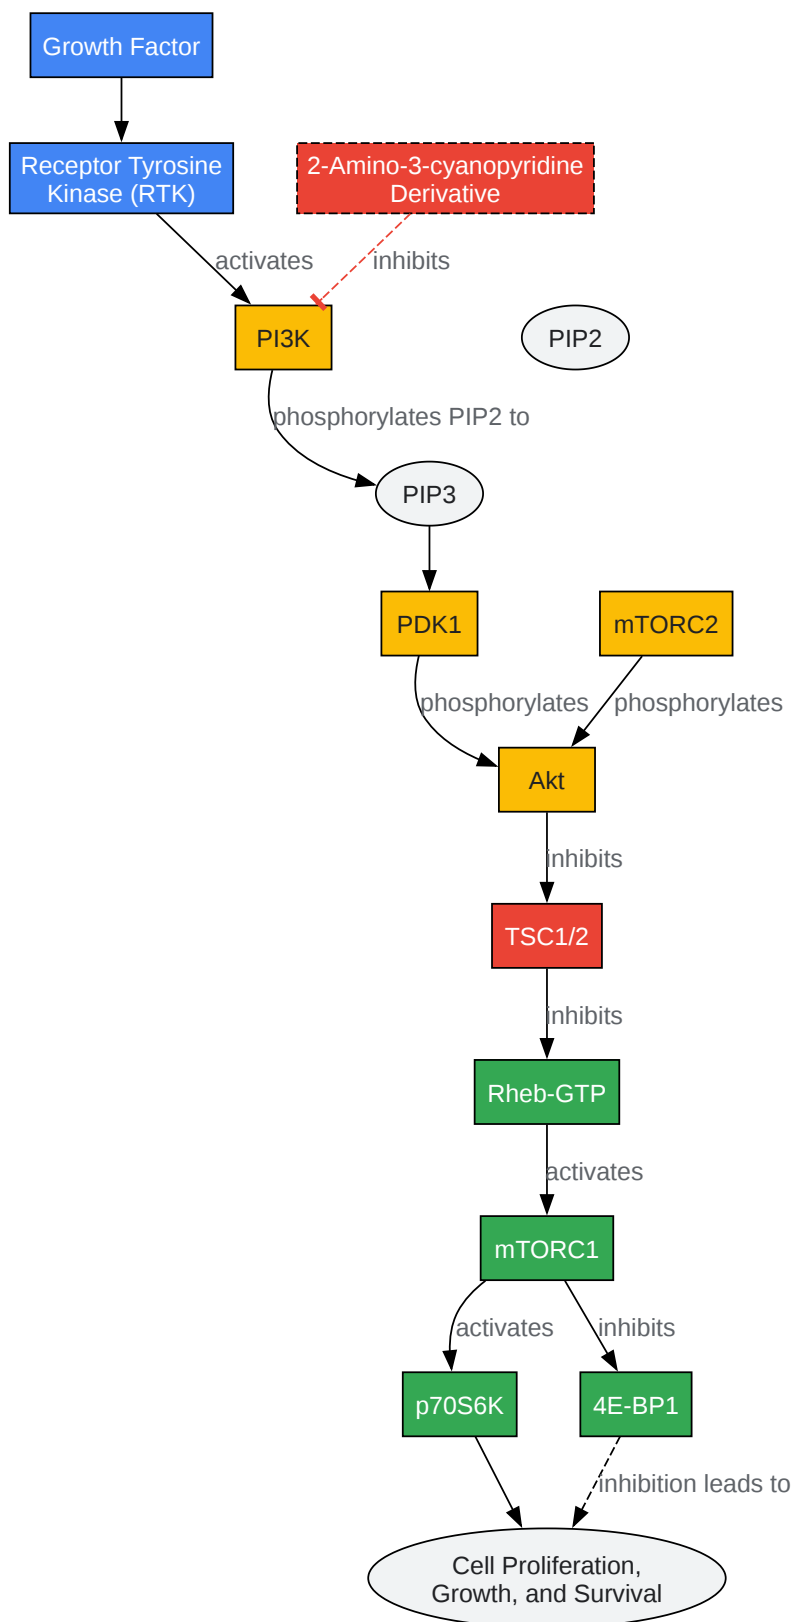 Growth Factor
Receptor Tyrosine
Kinase (RTK)
2-Amino-3-cyanopyridine
Derivative
activates
inhibits
PI3K
PIP2
phosphorylates PIP2 to
PIP3
PDK1
mTORC2
phosphorylates
phosphorylates
Akt
inhibits
TSC1/2
inhibits
Rheb-GTP
activates
mTORC1
activates
inhibits
p70S6K
4E-BP1
inhibition leads to
Cell Proliferation,
Growth, and Survival